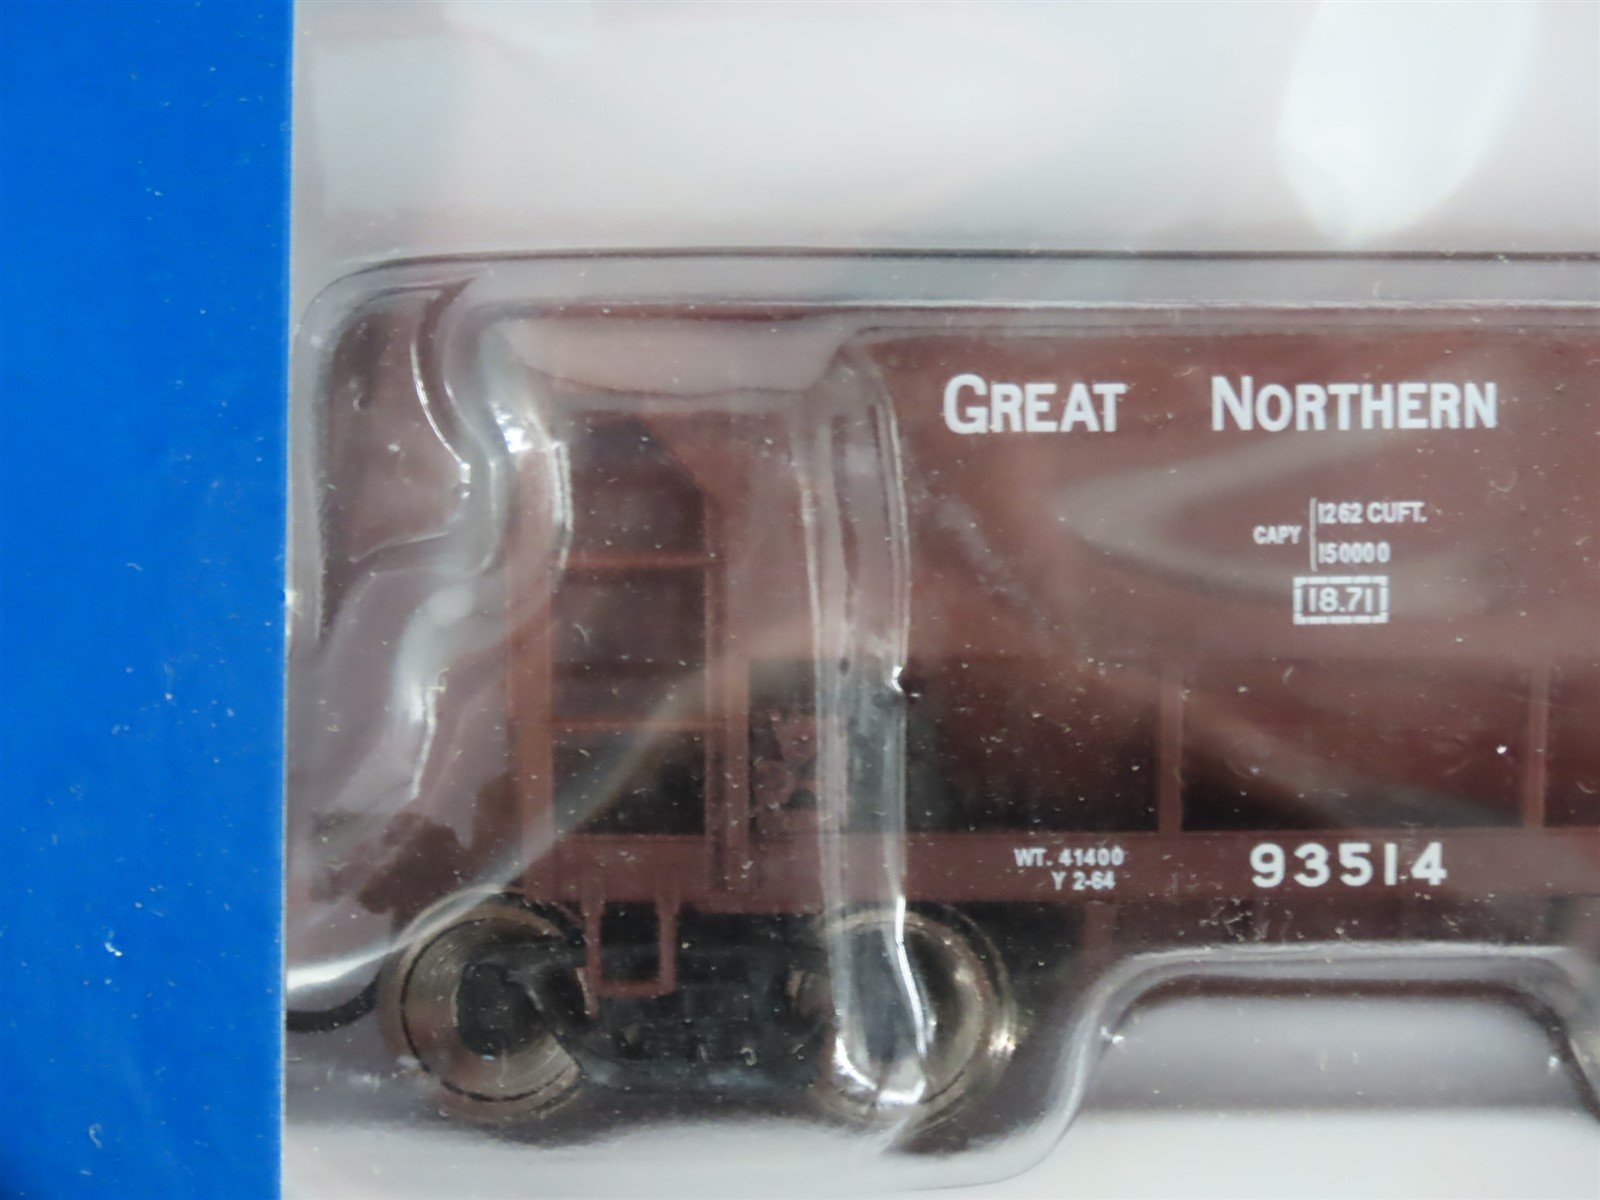 GREAT NORTHERN
1262 CUFT.
CAPY
150000
18.71
WT. 41400
Y 2-64
93514